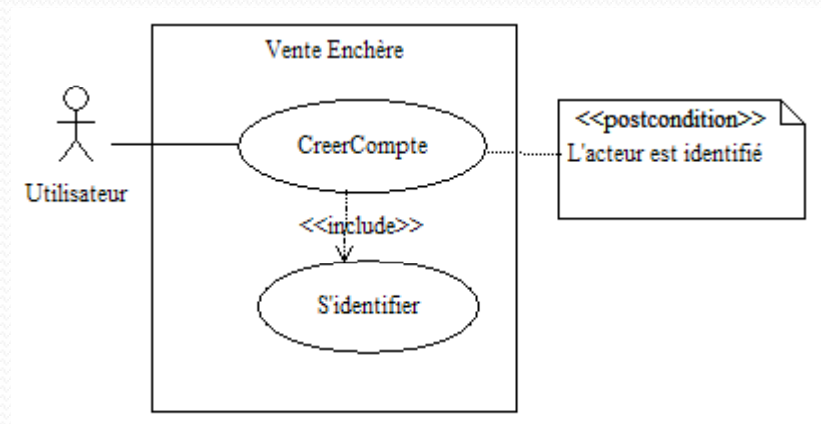 Vente Enchère
CreerCompte
<<postcondition>>
L'acteur est identifié
Utilisateur
<<include>>
S'identifier